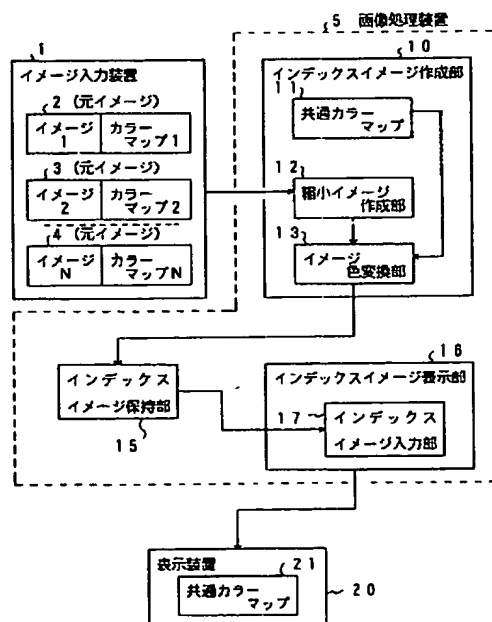 5 画像処理装置
1
イメージ入力装置
2 (元イメージ)
イメージ
1
カラー
マップ1
3 (元イメージ)
イメージ
2
カラー
マップ2
4 (元イメージ)
イメージ
N
カラー
マップN
10
インデックスイメージ作成部
11
共通カラー
マップ
12
縮小イメージ
作成部
13
イメージ
色変換部
インデックス
イメージ保持部
15
16
インデックスイメージ表示部
17
インデックス
イメージ入力部
表示装置
21
共通カラー
マップ
20